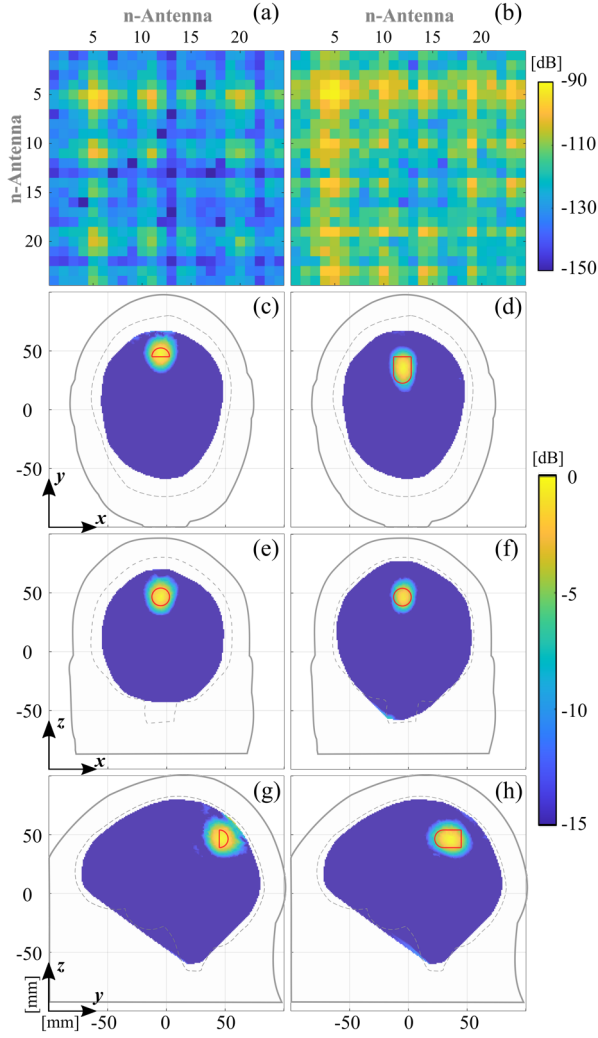 n-Antenna (a) n-Antenna (b)
5 10 15 20 5 10 15 20 [dB]
n-Antenna
5
10
15
20
-90
-110
-130
-150
(c) (d)
50
0
-50
y
x
[dB]
0
-5
-10
-15
(e) (f)
50
0
-50
z
x
(g) (h)
50
0
-50
z
[mm]
y
[mm] -50 0 50 -50 0 50